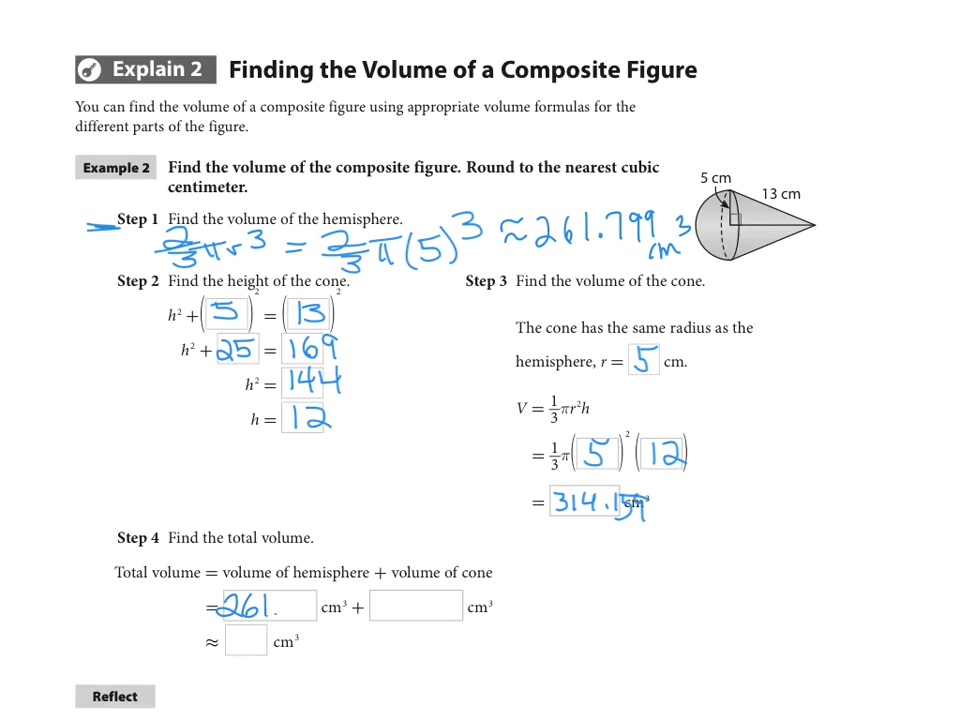 Explain 2 Finding the Volume of a Composite Figure
You can find the volume of a composite figure using appropriate volume formulas for the
different parts of the figure.
Example 2 Find the volume of the composite figure. Round to the nearest cubic
centimeter.
5 cm
13 cm
Step 1 Find the volume of the hemisphere.
2/3 πr³ = 2/3 π(5)³ ≈ 261.799 cm³
Step 2 Find the height of the cone.
h² + (5)² = (13)²
h² + 25 = 169
h² = 144
h = 12
Step 3 Find the volume of the cone.
The cone has the same radius as the
hemisphere, r = 5 cm.
V = 1/3 πr²h
= 1/3 π(5)² (12)
= 314.159 cm³
Step 4 Find the total volume.
Total volume = volume of hemisphere + volume of cone
= 261. cm³ + cm³
≈ cm³
Reflect